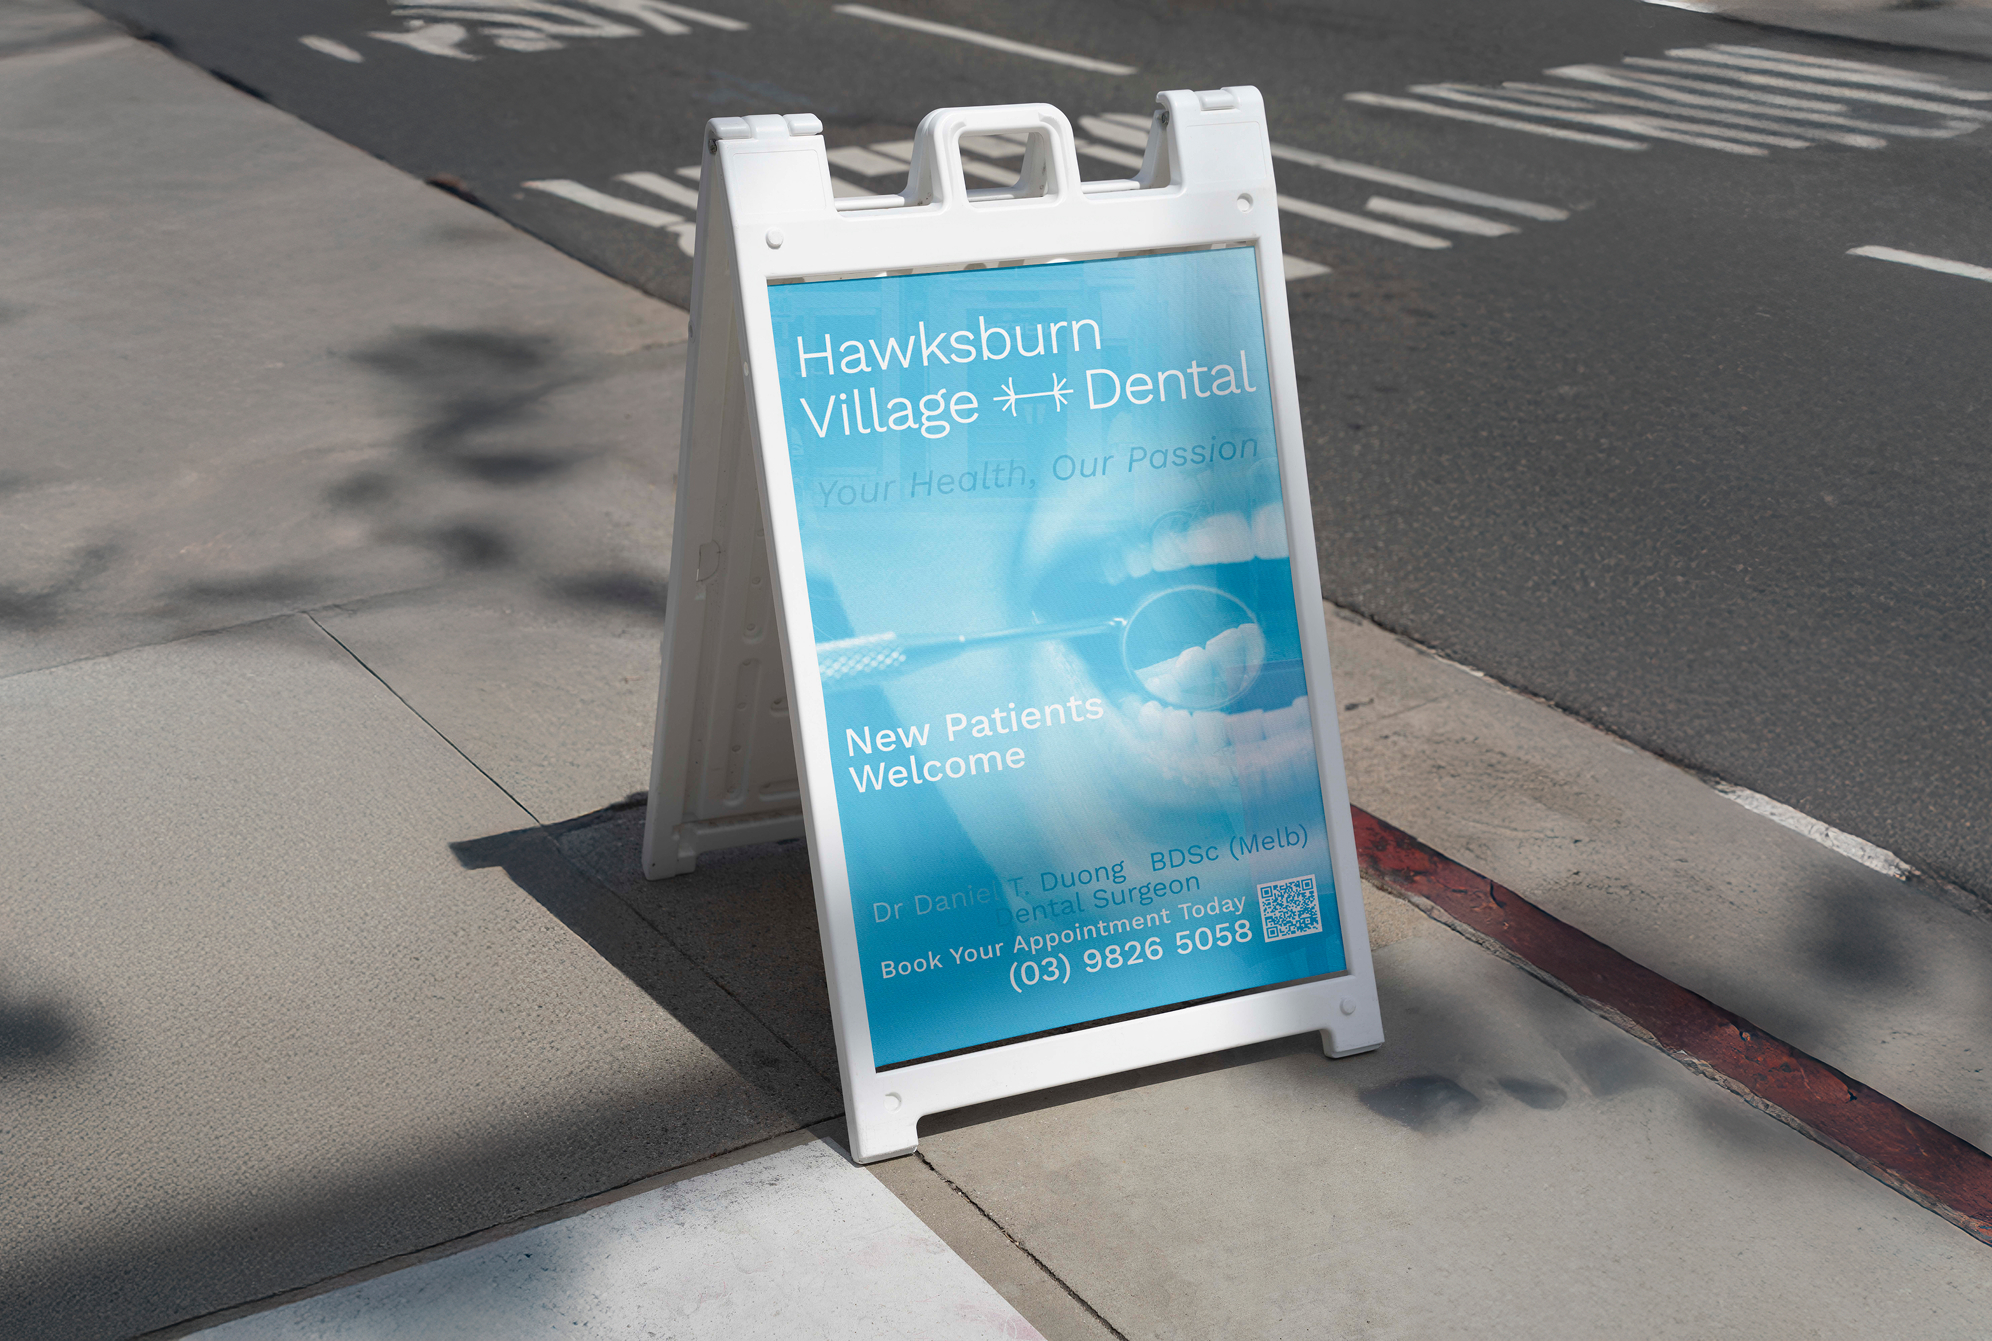 Hawksburn
Village Dental
Your Health, Our Passion
New Patients
Welcome
Dr Daniel T. Duong BDSc (Melb)
Dental Surgeon
Book Your Appointment Today
(03) 9826 5058